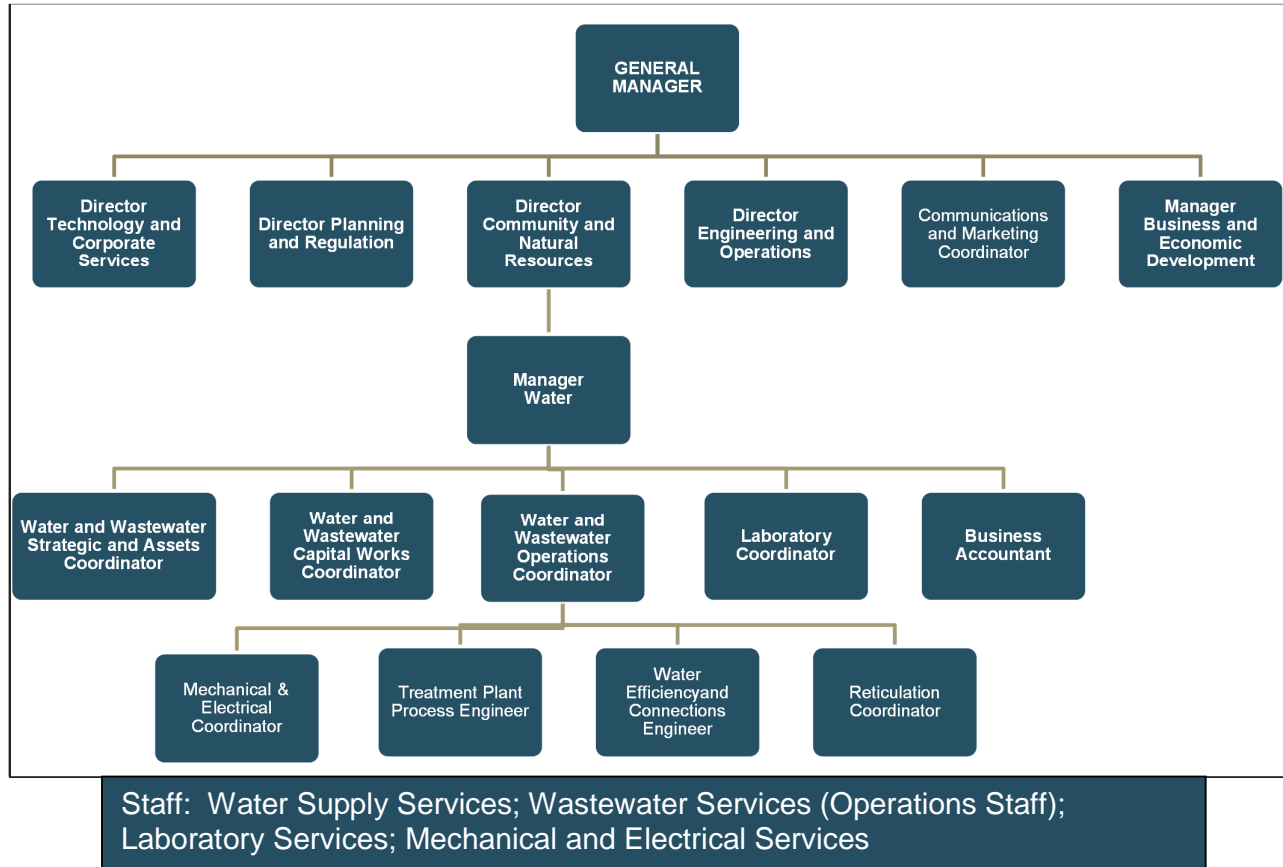 GENERAL
MANAGER
Director
Technology and
Corporate
Services
Director Planning
and Regulation
Director
Community and
Natural
Resources
Director
Engineering and
Operations
Communications
and Marketing
Coordinator
Manager
Business and
Economic
Development
Manager
Water
Water and Wastewater
Strategic and Assets
Coordinator
Water and
Wastewater
Capital Works
Coordinator
Water and
Wastewater
Operations
Coordinator
Laboratory
Coordinator
Business
Accountant
Mechanical &
Electrical
Coordinator
Treatment Plant
Process Engineer
Water
Efficiencyand
Connections
Engineer
Reticulation
Coordinator
Staff: Water Supply Services; Wastewater Services (Operations Staff);
Laboratory Services; Mechanical and Electrical Services